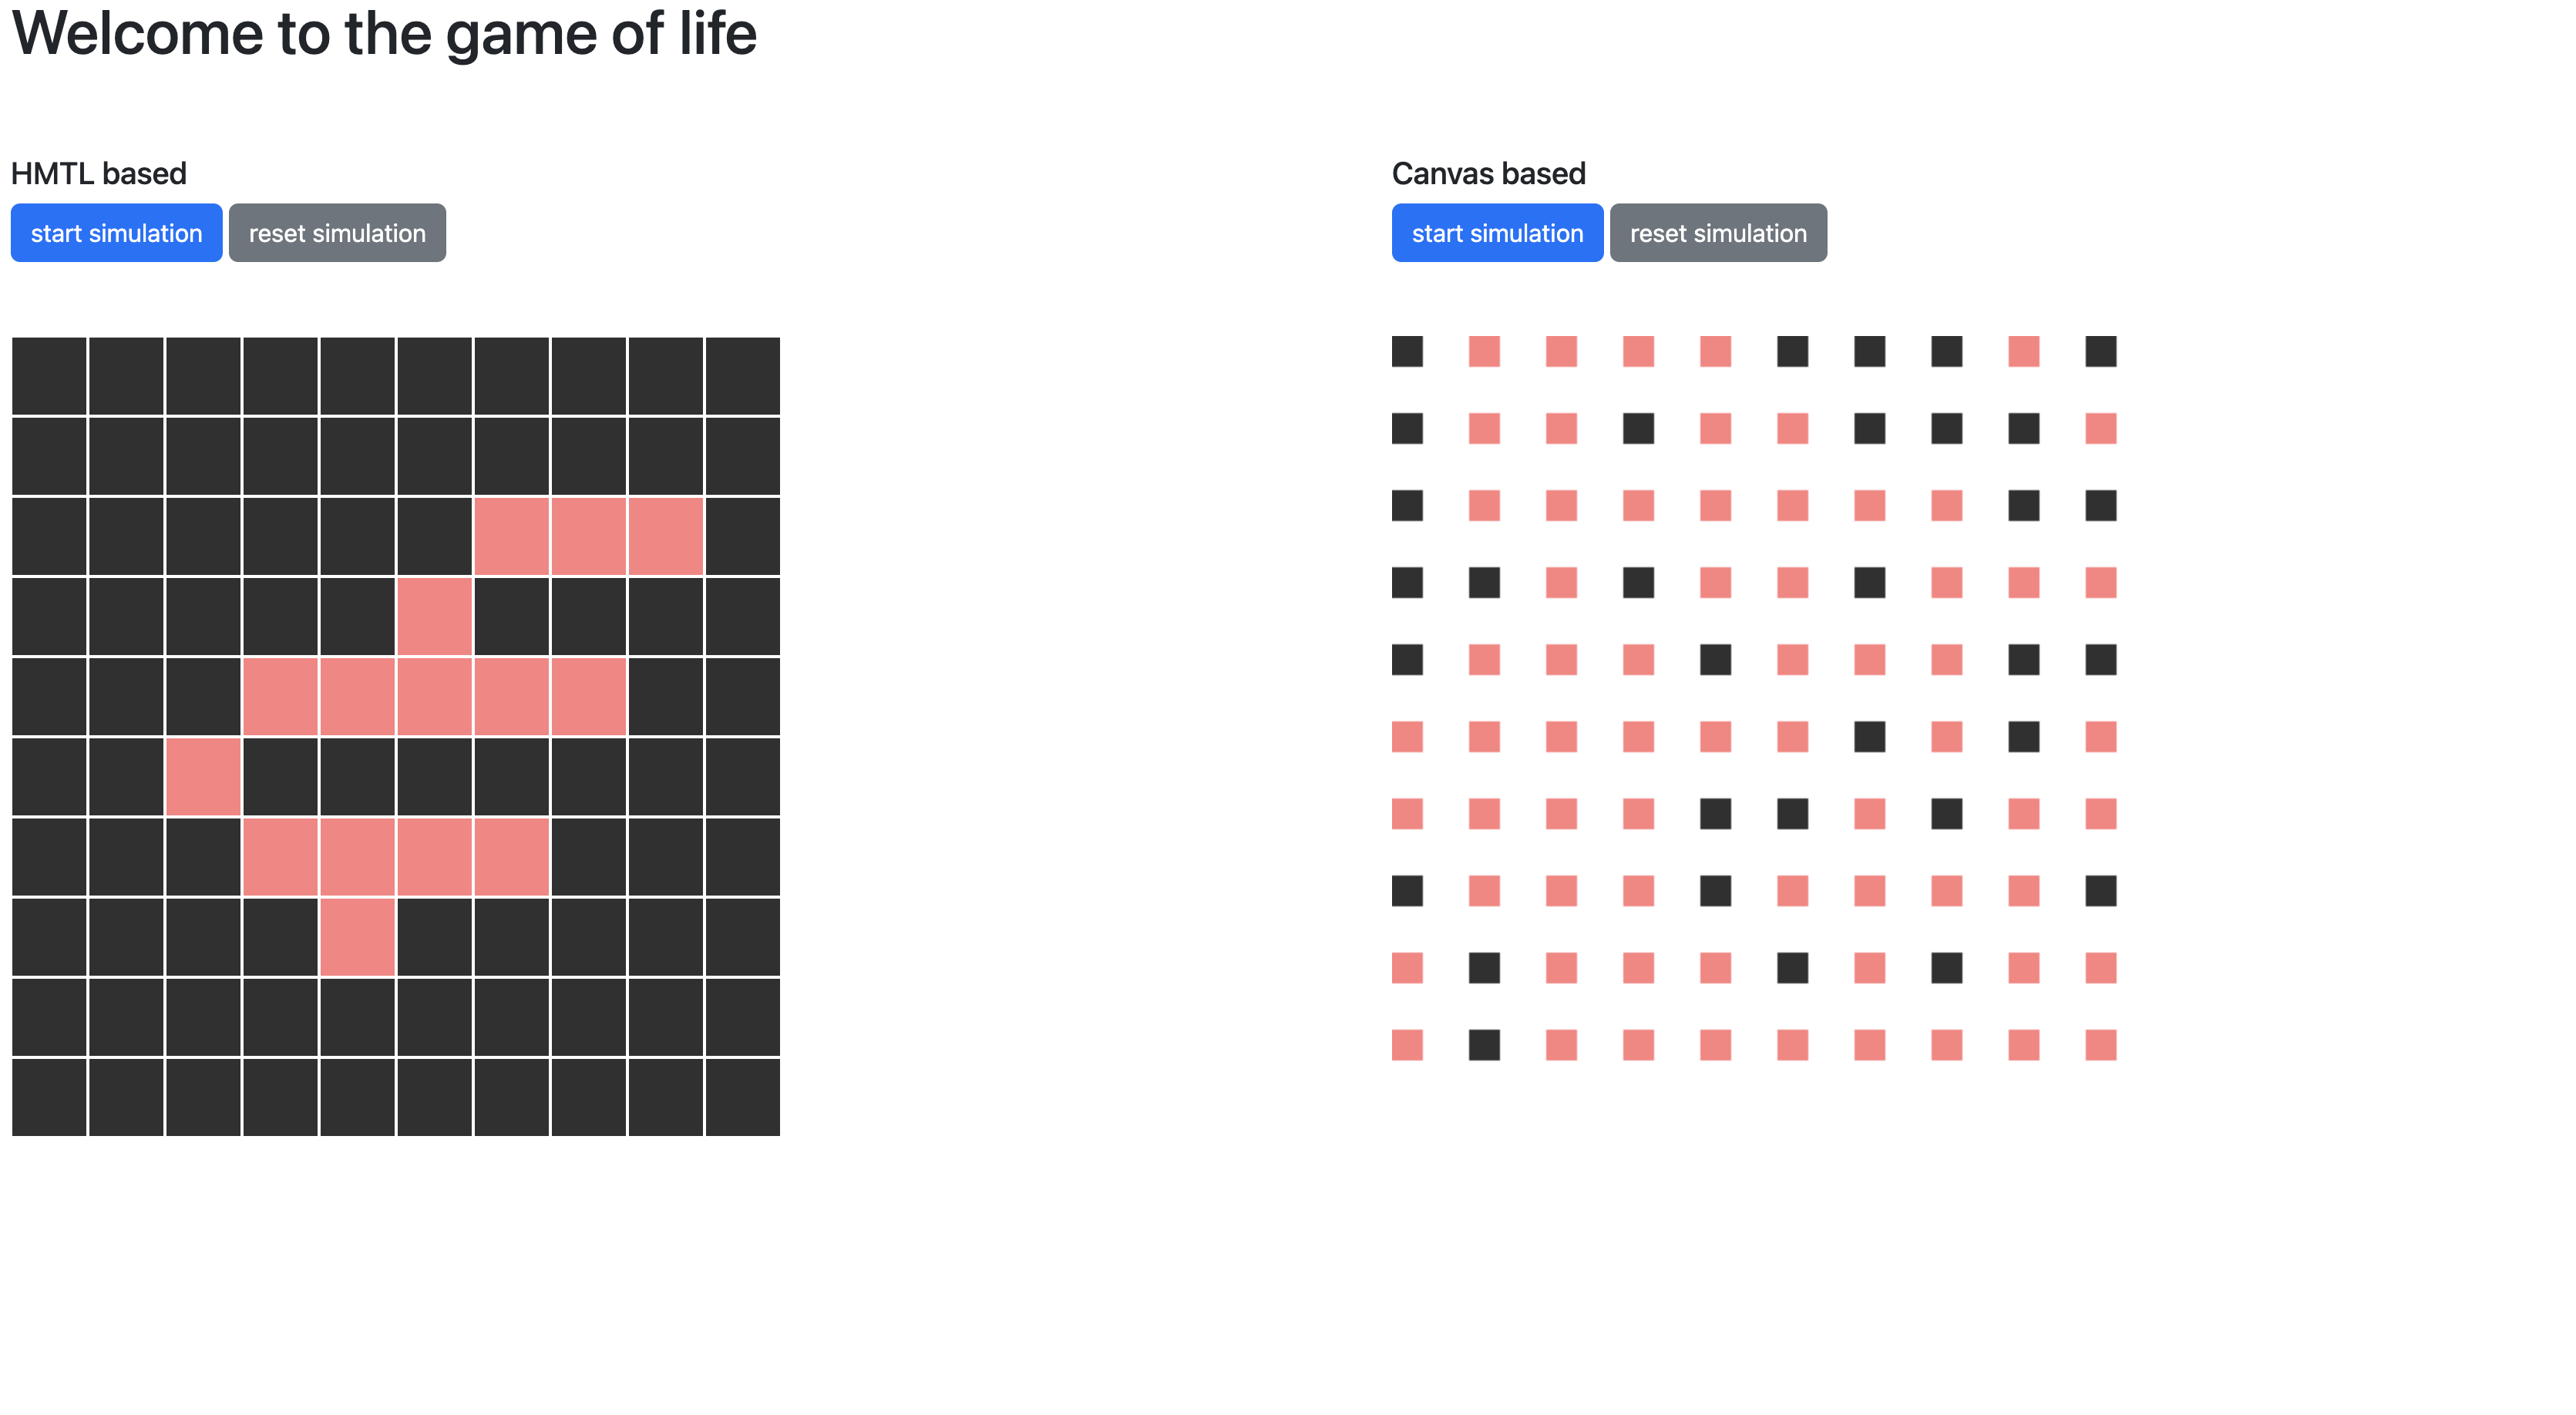 Welcome to the game of life
HMTL based
start simulation reset simulation
Canvas based
start simulation reset simulation